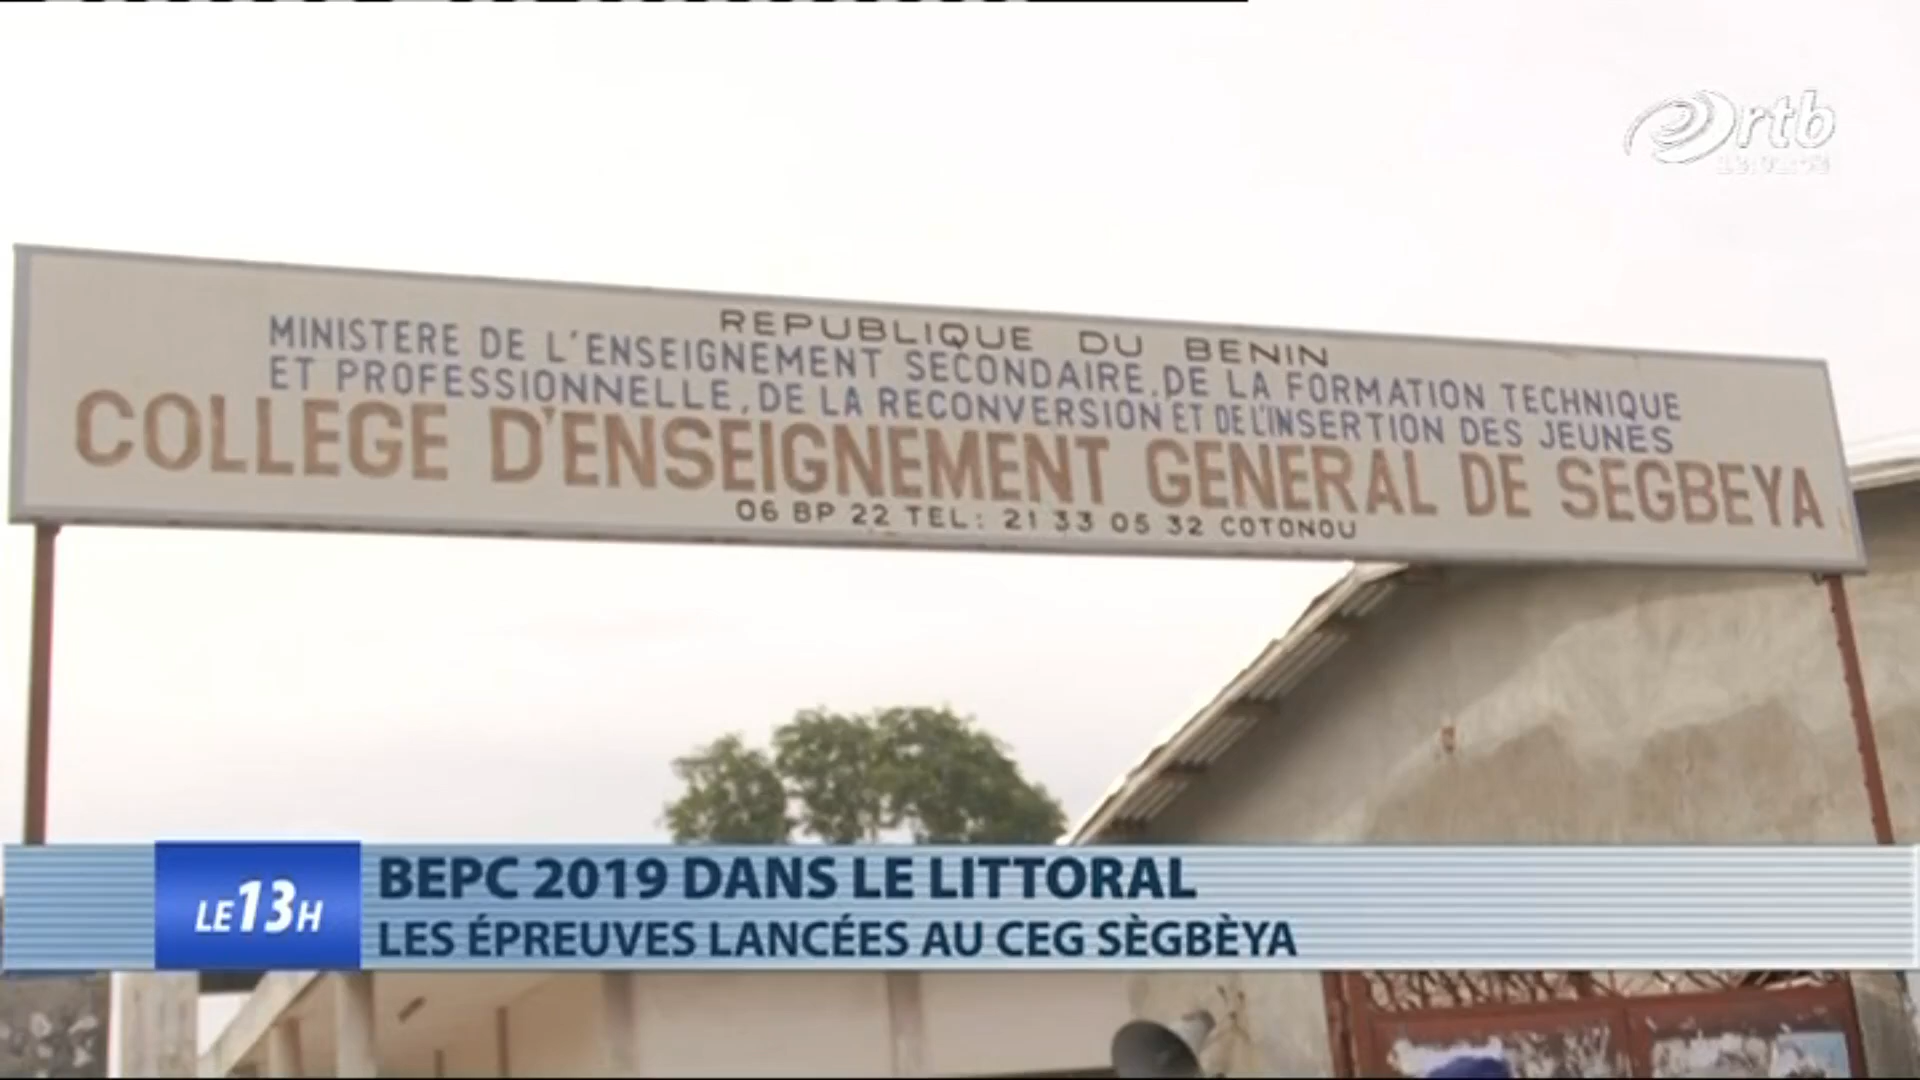 ortb
REPUBLIQUE DU BENIN
MINISTERE DE L'ENSEIGNEMENT SECONDAIRE, DE LA FORMATION TECHNIQUE
ET PROFESSIONNELLE, DE LA RECONVERSION ET DE L'INSERTION DES JEUNES
COLLEGE D'ENSEIGNEMENT GENERAL DE SEGBEYA
06 BP 22 TEL: 21 33 05 32 COTONOU
LE 13H
BEPC 2019 DANS LE LITTORAL
LES ÉPREUVES LANCÉES AU CEG SÈGBÈYA